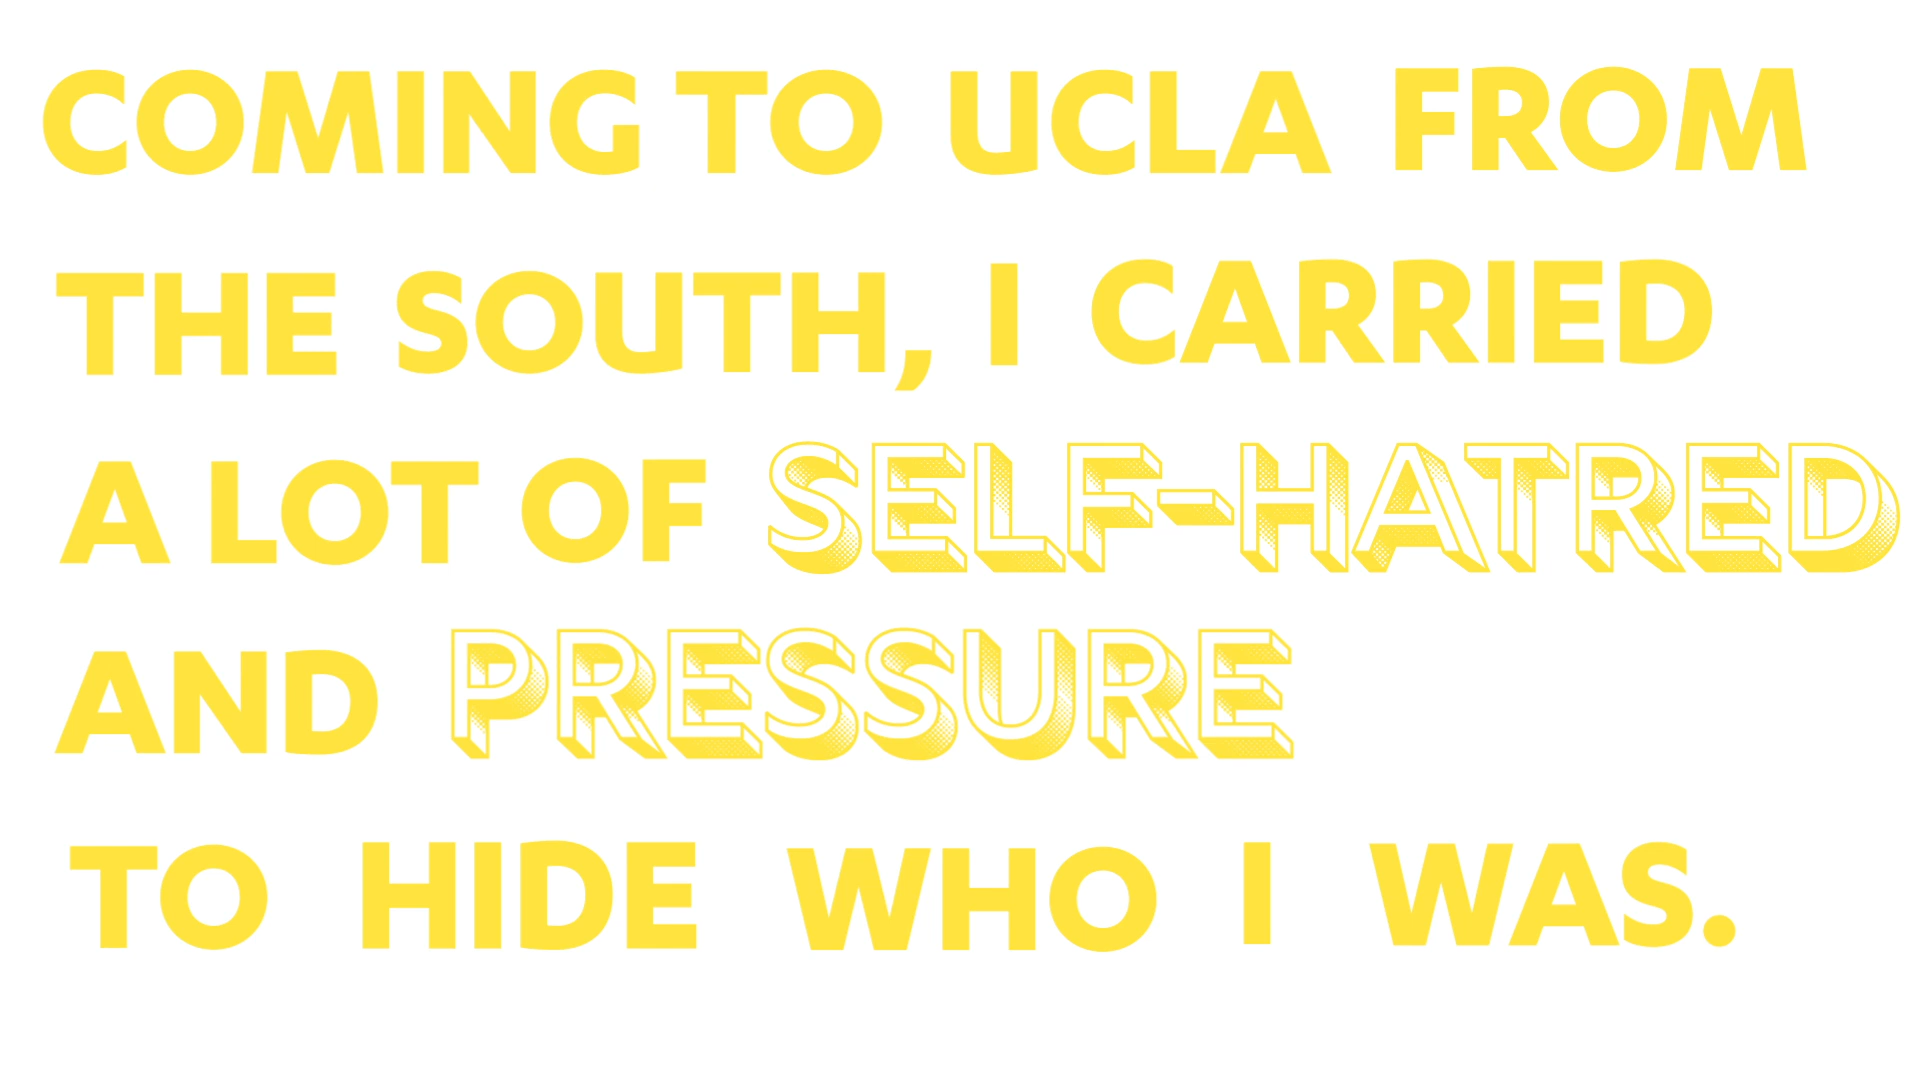 COMING TO UCLA FROM
THE SOUTH, I CARRIED
A LOT OF SELF-HATRED
AND PRESSURE
TO HIDE WHO I WAS.